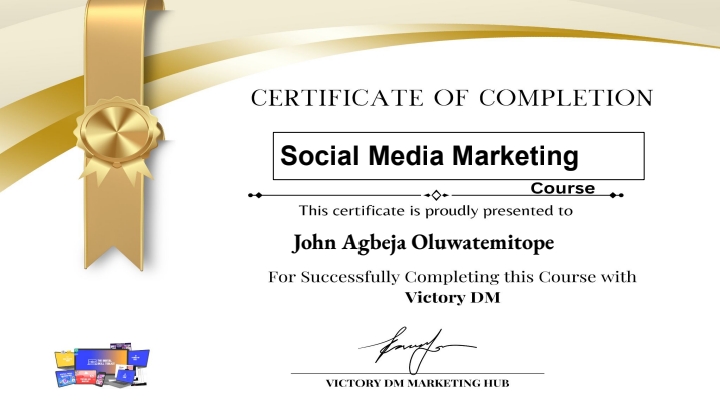 CERTIFICATE OF COMPLETION
Social Media Marketing
Course
This certificate is proudly presented to
John Agbeja Oluwatemitope
For Successfully Completing this Course with
Victory DM
VICTORY DM MARKETING HUB